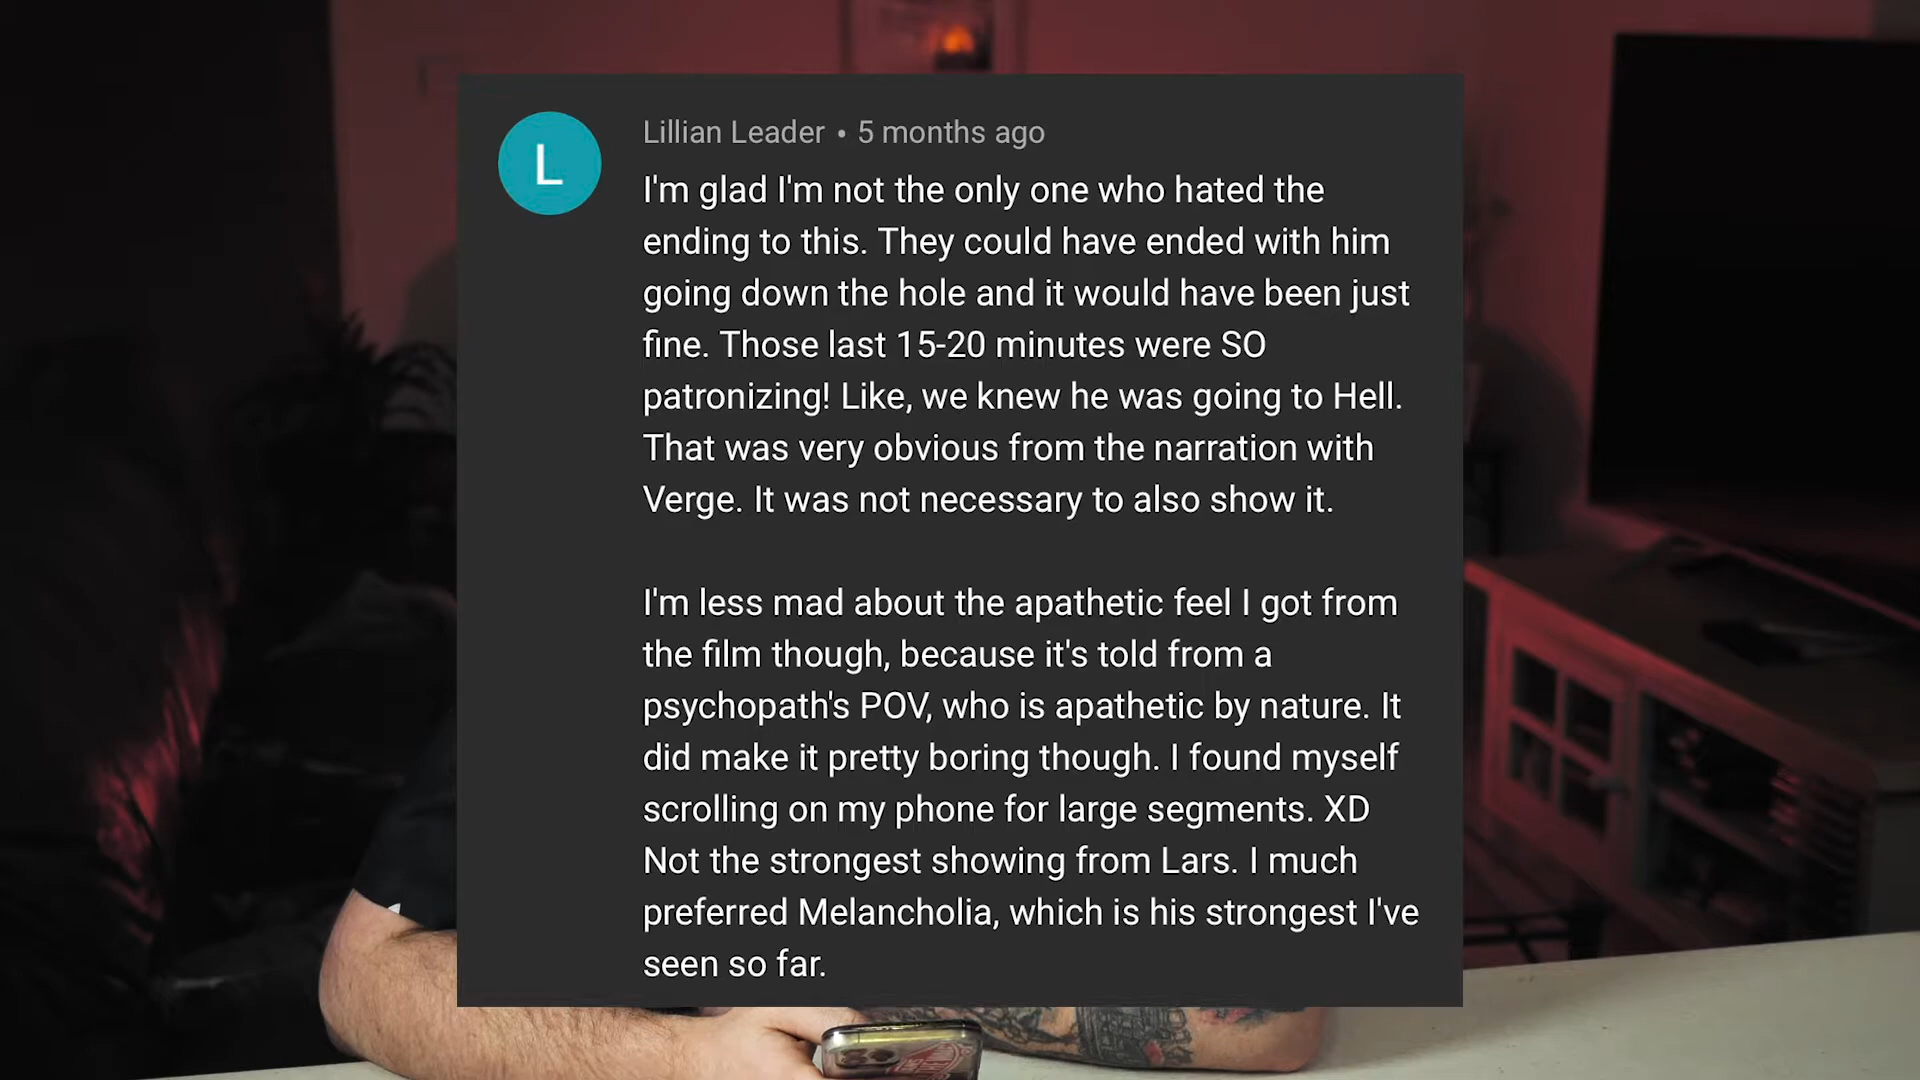 L
Lillian Leader • 5 months ago
I'm glad I'm not the only one who hated the
ending to this. They could have ended with him
going down the hole and it would have been just
fine. Those last 15-20 minutes were SO
patronizing! Like, we knew he was going to Hell.
That was very obvious from the narration with
Verge. It was not necessary to also show it.
I'm less mad about the apathetic feel I got from
the film though, because it's told from a
psychopath's POV, who is apathetic by nature. It
did make it pretty boring though. I found myself
scrolling on my phone for large segments. XD
Not the strongest showing from Lars. I much
preferred Melancholia, which is his strongest I've
seen so far.